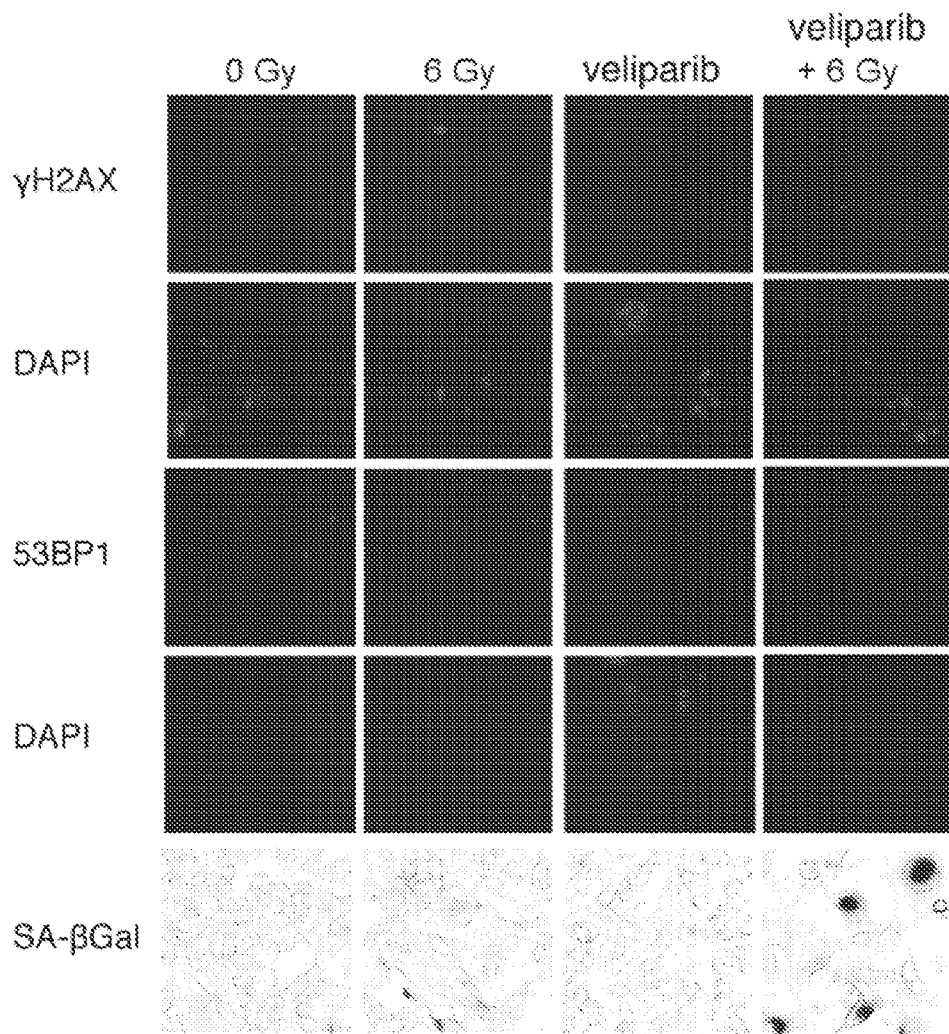 veliparib
0 Gy 6 Gy veliparib + 6 Gy
γH2AX
DAPI
53BP1
DAPI
SA-βGal